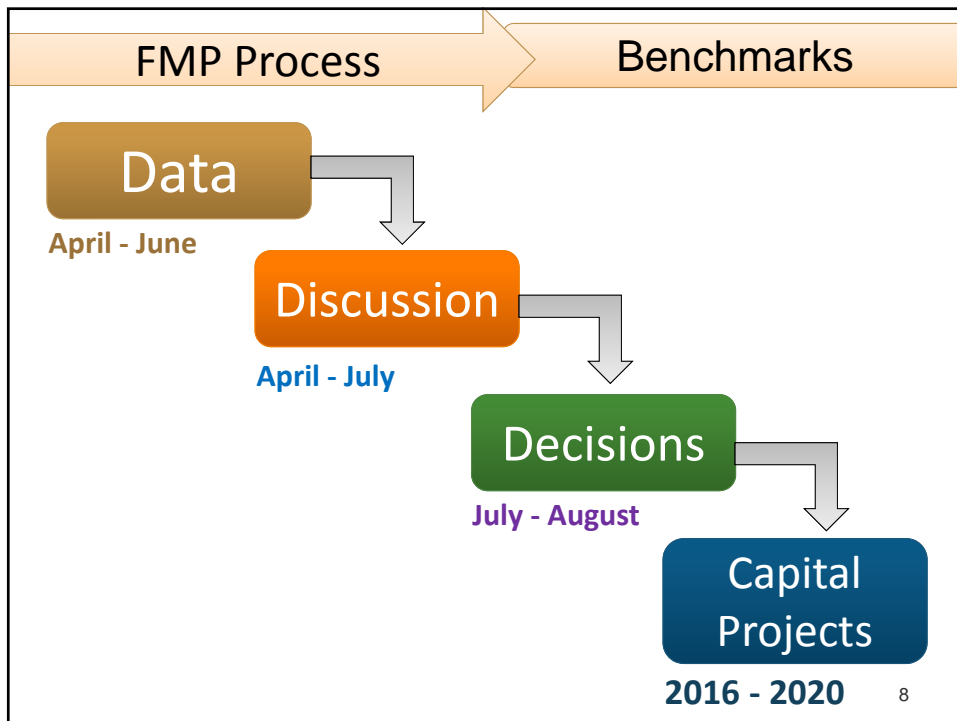 FMP Process
Benchmarks
Data
April - June
Discussion
April - July
Decisions
July - August
Capital
Projects
2016 - 2020
8